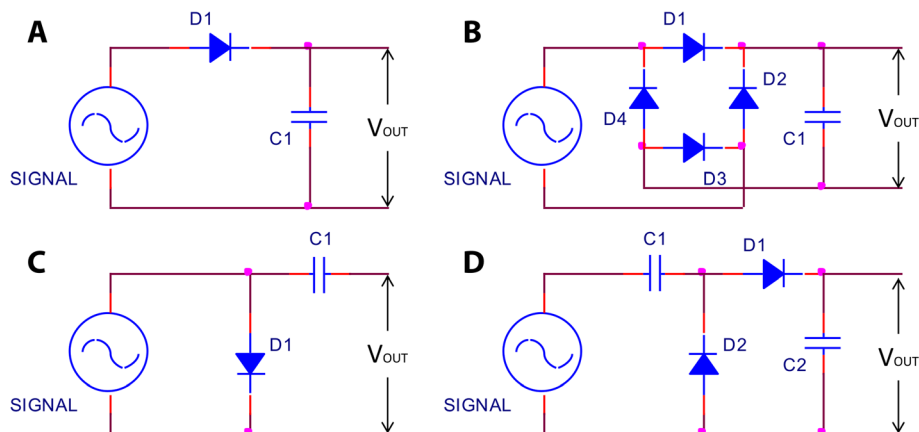 A
D1
C1
VOUT
SIGNAL
B
D1
D2
D4
D3
C1
VOUT
SIGNAL
C
C1
D1
VOUT
SIGNAL
D
C1
D1
D2
C2
VOUT
SIGNAL